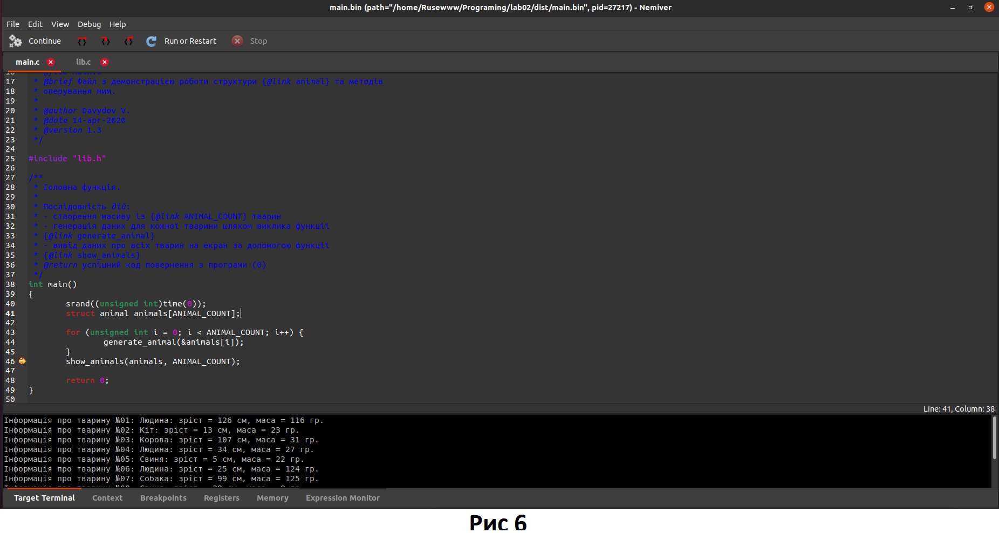 main.bin (path="/home/Rusewww/Programing/lab02/dist/main.bin", pid=27217) - Nemiver
File Edit View Debug Help
Continue Run or Restart Stop
main.c lib.c
17 * @brief Файл з демонстрацією роботи структури {@link animal} та методів
18 * оперування ним.
19 *
20 * @author Davydov V.
21 * @date 14-apr-2020
22 * @version 1.3
23 */
24
25 #include "lib.h"
26
27 /**
28 * Головна функція.
29 *
30 * Послідовність дій:
31 * - створення масиву із {@link ANIMAL_COUNT} тварин
32 * - генерація даних для кожної тварини шляхом виклика функції
33 * {@link generate_animal}
34 * - вивід даних про всіх тварин на екран за допомогою функції
35 * {@link show_animals}
36 * @return успішний код повернення з програми (0)
37 */
38 int main()
39 {
40 srand((unsigned int)time(0));
41 struct animal animals[ANIMAL_COUNT];
42
43 for (unsigned int i = 0; i < ANIMAL_COUNT; i++) {
44 generate_animal(&animals[i]);
45 }
46 show_animals(animals, ANIMAL_COUNT);
47
48 return 0;
49 }
50
Line: 41, Column: 38
Інформація про тварину №01: Людина: зріст = 126 см, маса = 116 гр.
Інформація про тварину №02: Кіт: зріст = 13 см, маса = 23 гр.
Інформація про тварину №03: Корова: зріст = 107 см, маса = 31 гр.
Інформація про тварину №04: Людина: зріст = 34 см, маса = 27 гр.
Інформація про тварину №05: Свиня: зріст = 5 см, маса = 22 гр.
Інформація про тварину №06: Людина: зріст = 25 см, маса = 124 гр.
Інформація про тварину №07: Собака: зріст = 99 см, маса = 125 гр.
Target Terminal Context Breakpoints Registers Memory Expression Monitor
Рис 6